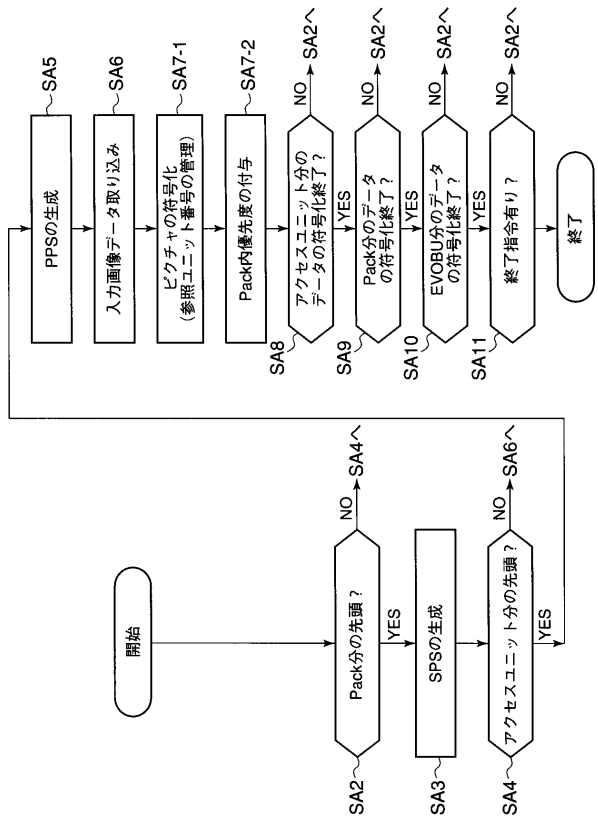 開始
SA2
Pack分の先頭?
NO
SA4へ
YES
SA3
SPSの生成
SA4
アクセスユニット分の先頭?
NO
SA6へ
YES
PPSの生成
SA5
入力画像データ取り込み
SA6
ピクチャの符号化
(参照ユニット番号の管理)
SA7-1
Pack内優先度の付与
SA7-2
SA8
アクセスユニット分の
データの符号化終了?
NO
SA2へ
YES
SA9
Pack分のデータ
の符号化終了?
NO
SA2へ
YES
SA10
EVOBU分のデータ
の符号化終了?
NO
SA2へ
YES
SA11
終了指令有り?
NO
SA2へ
終了